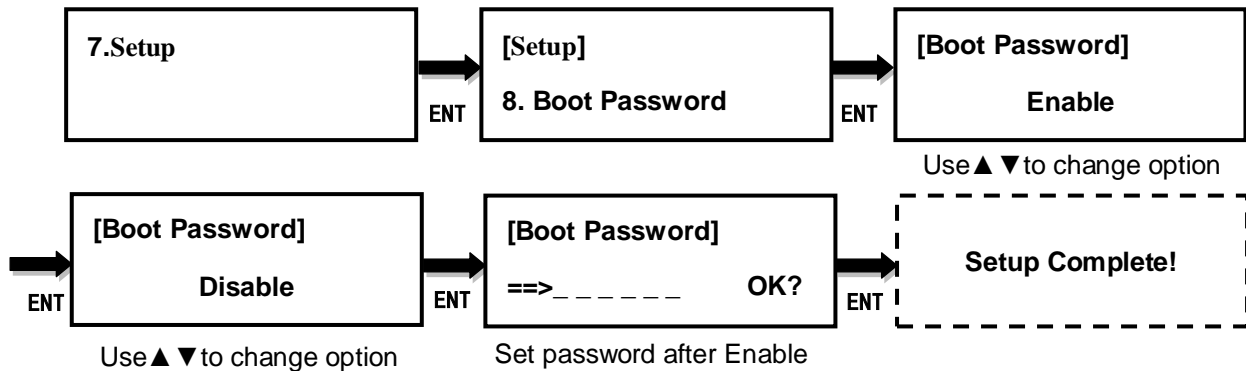 7.Setup
[Setup]
8. Boot Password
[Boot Password]
Enable
ENT
ENT
Use▲▼to change option
[Boot Password]
Disable
[Boot Password]
==>_ _ _ _ _ _ OK?
Setup Complete!
ENT
ENT
ENT
Use▲▼to change option
Set password after Enable